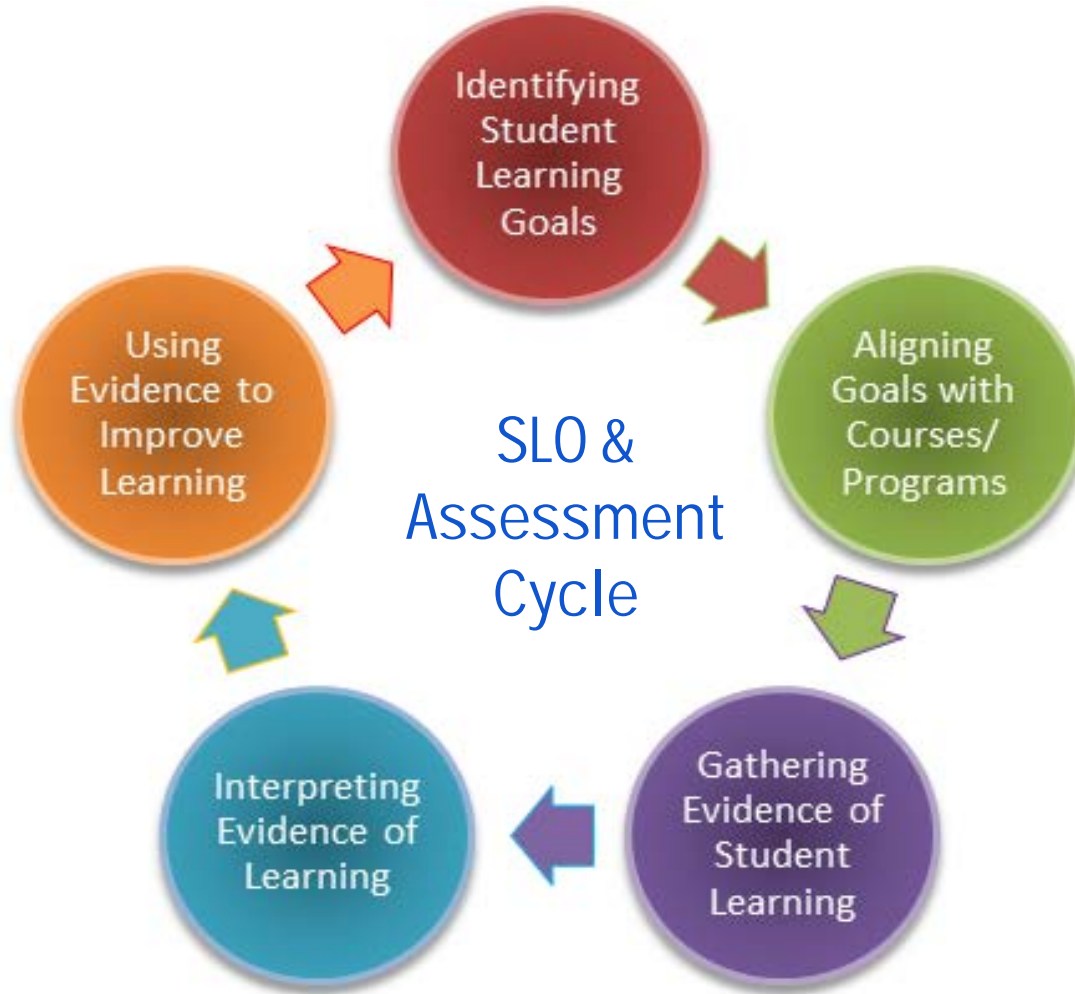 Identifying
Student
Learning
Goals
Aligning
Goals with
Courses/
Programs
Gathering
Evidence of
Student
Learning
Interpreting
Evidence of
Learning
Using
Evidence to
Improve
Learning
SLO &
Assessment
Cycle